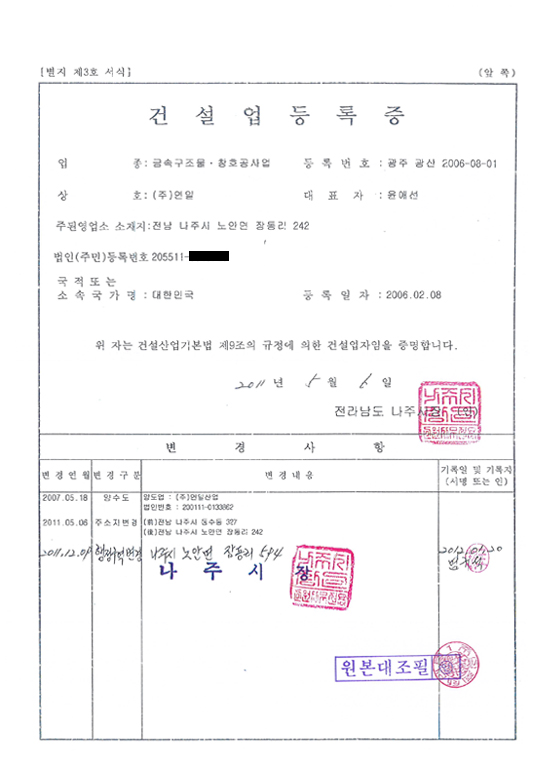 [별지 제3호 서식]
(앞 쪽)
건 설 업 등 록 증
업 종: 금속구조물·창호공사업
등 록 번 호 : 광주 광산 2006-08-01
상 호: (주)연일
대 표 자 : 윤애선
주된영업소 소재지:전남 나주시 노안면 장동리 242
법인(주민)등록번호 205511-
국 적 또 는
소 속 국 가 명 : 대한민국
등 록 일 자 : 2006.02.08
위 자는 건설산업기본법 제9조의 규정에 의한 건설업자임을 증명합니다.
2011 년 5 월 6 일
전라남도 나주시장 (인)
변 경 사 항
변경연월 변경구분 변 경 내 용 기록일 및 기록자
(서명 또는 인)
2007.05.18 양수도 양도업 : (주)연일산업
법인번호 : 200111-0133862
2011.05.06 주소지변경 (前)전남 나주시 동수동 327
(後)전남 나주시 노안면 장동리 242
2011.12.09 행정구역변경 나주시 노안면 장동리 594 2012.
나 주 시 장
원본대조필